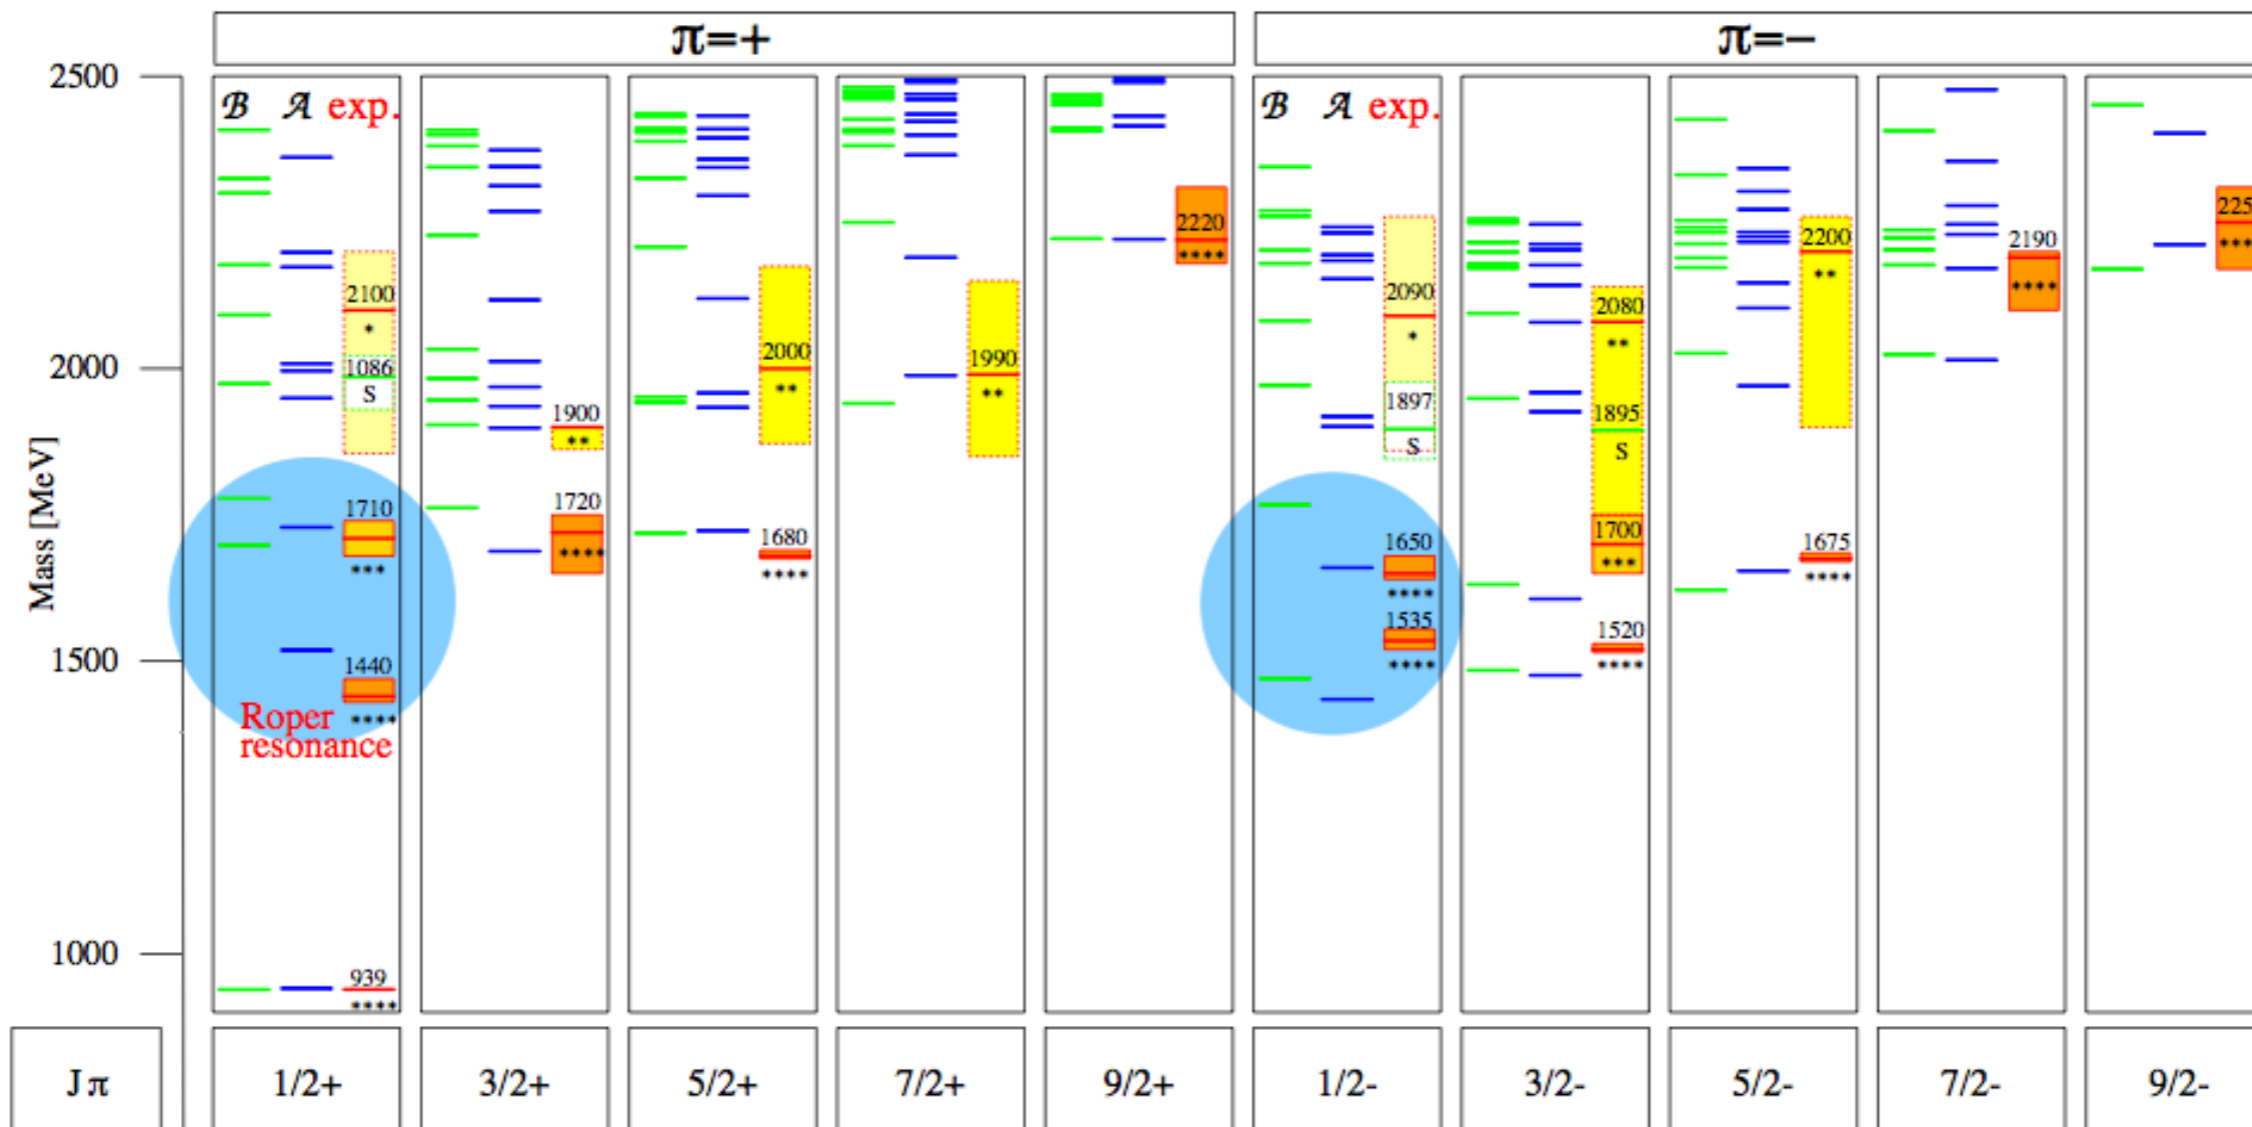 π=+ π=−
2500
ℬ 𝒜 exp. ℬ 𝒜 exp.
2220 225
**** ***
2200 2190
** ****
2100 2090 2080
* * **
2000
2000 1990
** **
1086 1897 1895
S S S
1900
**
Mass [MeV]
1710 1720 1680 1650 1700 1675
*** **** **** **** *** ****
1535 1520
**** ****
1500
1440
****
Roper
resonance
1000
939
****
Jπ 1/2+ 3/2+ 5/2+ 7/2+ 9/2+ 1/2- 3/2- 5/2- 7/2- 9/2-